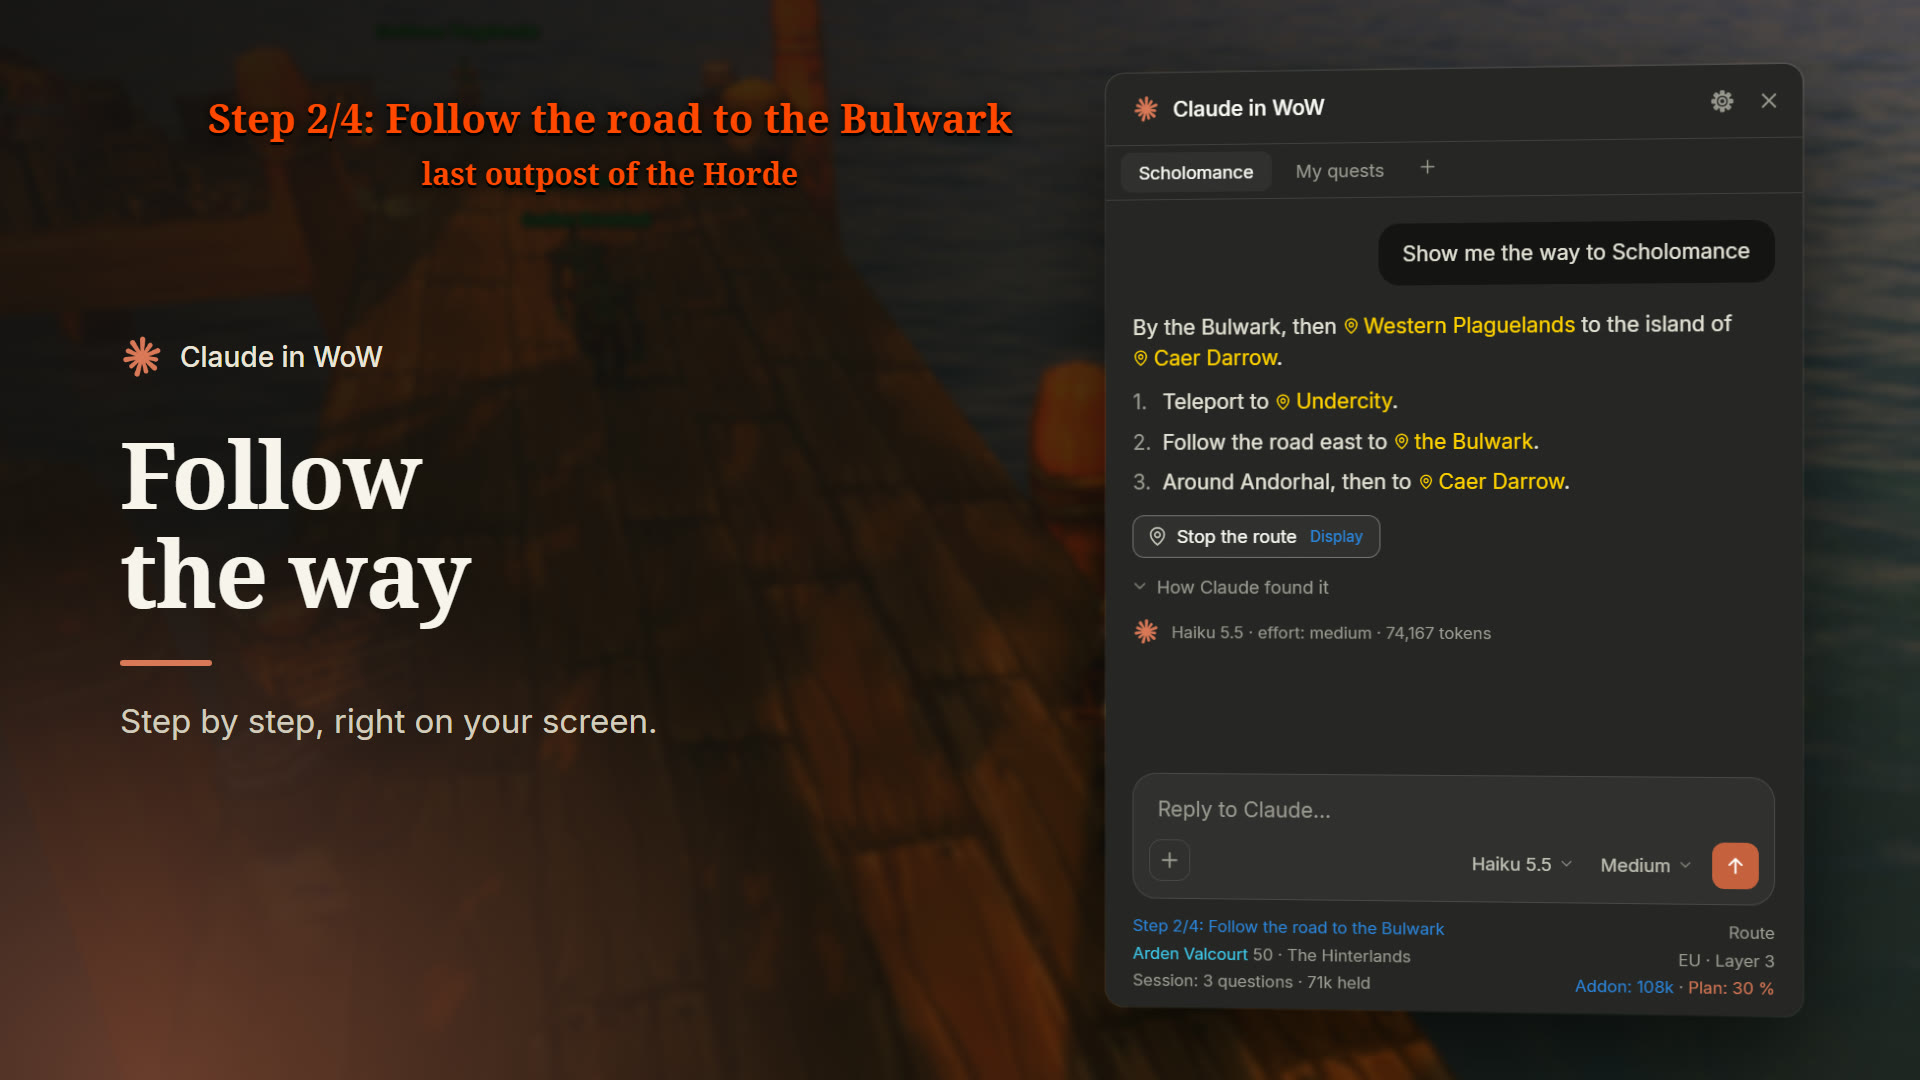 Step 2/4: Follow the road to the Bulwark
last outpost of the Horde
Claude in WoW
Follow
the way
Step by step, right on your screen.
Claude in WoW
Scholomance
My quests
Show me the way to Scholomance
By the Bulwark, then Western Plaguelands to the island of
Caer Darrow.
1. Teleport to Undercity.
2. Follow the road east to the Bulwark.
3. Around Andorhal, then to Caer Darrow.
Stop the route Display
How Claude found it
Haiku 5.5 · effort: medium · 74,167 tokens
Reply to Claude...
Haiku 5.5 Medium
Step 2/4: Follow the road to the Bulwark
Route
Arden Valcourt 50 · The Hinterlands
EU · Layer 3
Session: 3 questions · 71k held
Addon: 108k · Plan: 30 %